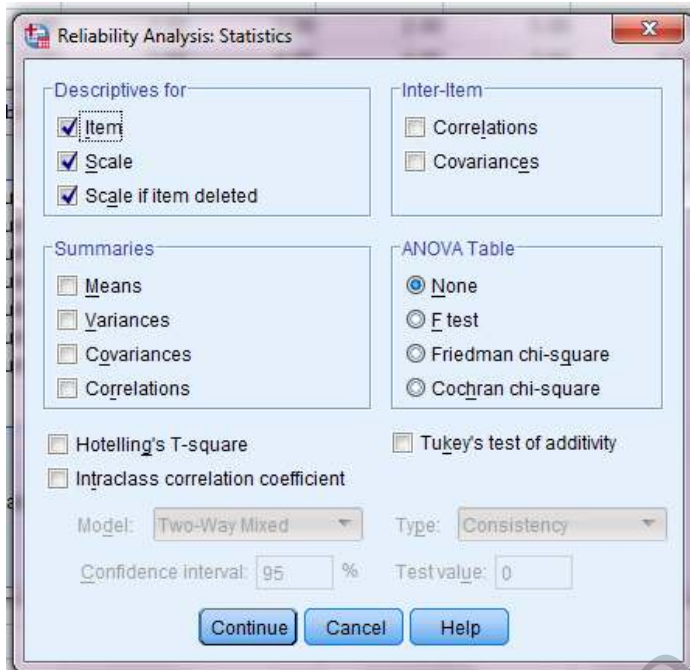 Reliability Analysis: Statistics
Descriptives for
Item
Scale
Scale if item deleted
Inter-Item
Correlations
Covariances
Summaries
Means
Variances
Covariances
Correlations
ANOVA Table
None
F test
Friedman chi-square
Cochran chi-square
Hotelling's T-square
Tukey's test of additivity
Intraclass correlation coefficient
Model: Two-Way Mixed Type: Consistency
Confidence interval: 95 % Test value: 0
Continue Cancel Help